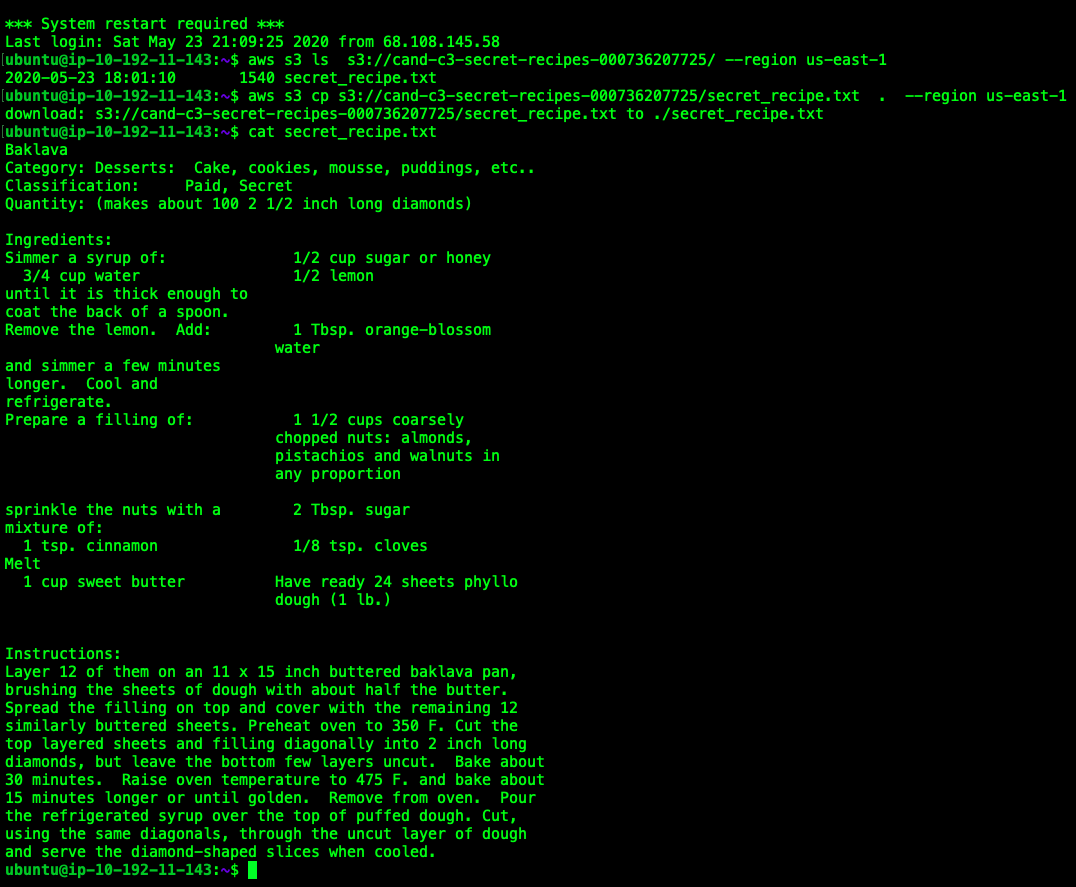 *** System restart required ***
Last login: Sat May 23 21:09:25 2020 from 68.108.145.58
[ubuntu@ip-10-192-11-143:~$ aws s3 ls  s3://cand-c3-secret-recipes-000736207725/ --region us-east-1
2020-05-23 18:01:10       1540 secret_recipe.txt
[ubuntu@ip-10-192-11-143:~$ aws s3 cp s3://cand-c3-secret-recipes-000736207725/secret_recipe.txt  .  --region us-east-1
download: s3://cand-c3-secret-recipes-000736207725/secret_recipe.txt to ./secret_recipe.txt
[ubuntu@ip-10-192-11-143:~$ cat secret_recipe.txt
Baklava
Category: Desserts:  Cake, cookies, mousse, puddings, etc..
Classification:     Paid, Secret
Quantity: (makes about 100 2 1/2 inch long diamonds)

Ingredients:
Simmer a syrup of:              1/2 cup sugar or honey
  3/4 cup water                 1/2 lemon
until it is thick enough to
coat the back of a spoon.
Remove the lemon.  Add:         1 Tbsp. orange-blossom
                              water
and simmer a few minutes
longer.  Cool and
refrigerate.
Prepare a filling of:           1 1/2 cups coarsely
                              chopped nuts: almonds,
                              pistachios and walnuts in
                              any proportion

sprinkle the nuts with a        2 Tbsp. sugar
mixture of:
  1 tsp. cinnamon               1/8 tsp. cloves
Melt
  1 cup sweet butter          Have ready 24 sheets phyllo
                              dough (1 lb.)


Instructions:
Layer 12 of them on an 11 x 15 inch buttered baklava pan,
brushing the sheets of dough with about half the butter.
Spread the filling on top and cover with the remaining 12
similarly buttered sheets. Preheat oven to 350 F. Cut the
top layered sheets and filling diagonally into 2 inch long
diamonds, but leave the bottom few layers uncut.  Bake about
30 minutes.  Raise oven temperature to 475 F. and bake about
15 minutes longer or until golden.  Remove from oven.  Pour
the refrigerated syrup over the top of puffed dough. Cut,
using the same diagonals, through the uncut layer of dough
and serve the diamond-shaped slices when cooled.
ubuntu@ip-10-192-11-143:~$